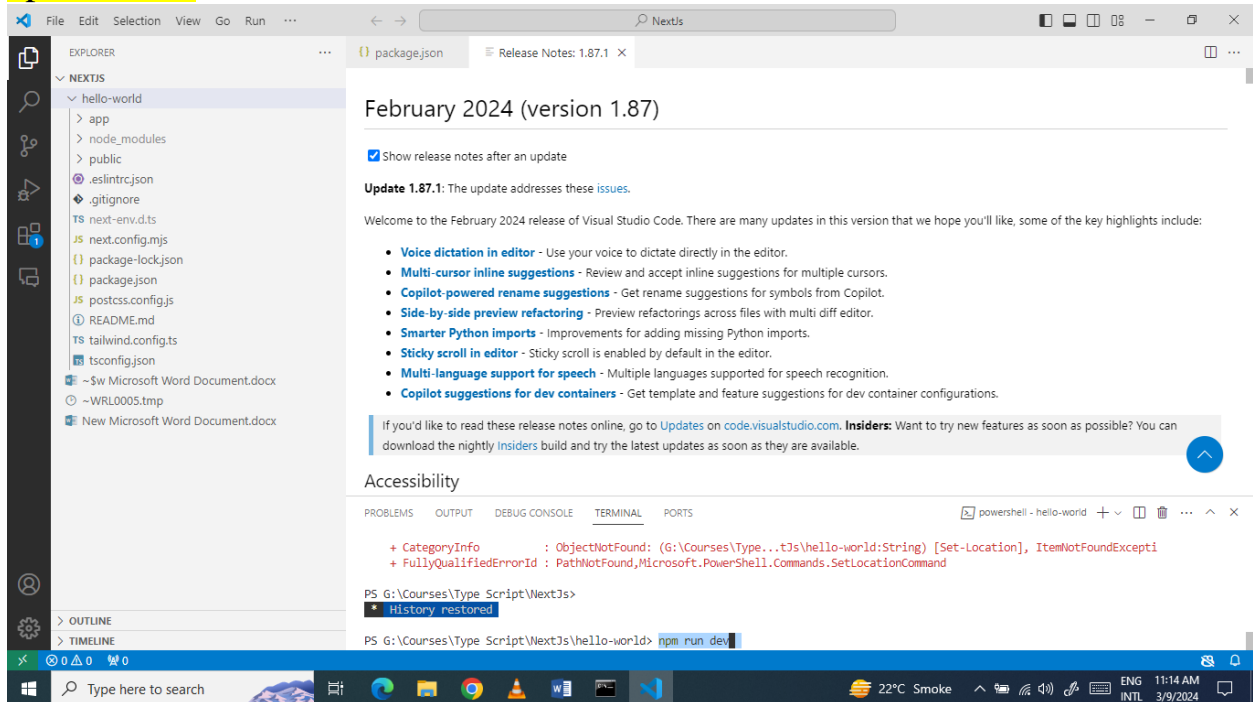 File Edit Selection View Go Run ···
NextJs
EXPLORER ···
{} package.json
Release Notes: 1.87.1 ×
···
NEXTJS
hello-world
app
node_modules
public
.eslintrc.json
.gitignore
TS next-env.d.ts
JS next.config.mjs
{} package-lock.json
{} package.json
JS postcss.config.js
README.md
TS tailwind.config.ts
TS tsconfig.json
~$w Microsoft Word Document.docx
~WRL0005.tmp
New Microsoft Word Document.docx
OUTLINE
TIMELINE
1
February 2024 (version 1.87)
Show release notes after an update
Update 1.87.1: The update addresses these issues.
Welcome to the February 2024 release of Visual Studio Code. There are many updates in this version that we hope you'll like, some of the key highlights include:
• Voice dictation in editor - Use your voice to dictate directly in the editor.
• Multi-cursor inline suggestions - Review and accept inline suggestions for multiple cursors.
• Copilot-powered rename suggestions - Get rename suggestions for symbols from Copilot.
• Side-by-side preview refactoring - Preview refactorings across files with multi diff editor.
• Smarter Python imports - Improvements for adding missing Python imports.
• Sticky scroll in editor - Sticky scroll is enabled by default in the editor.
• Multi-language support for speech - Multiple languages supported for speech recognition.
• Copilot suggestions for dev containers - Get template and feature suggestions for dev container configurations.
If you'd like to read these release notes online, go to Updates on code.visualstudio.com. Insiders: Want to try new features as soon as possible? You can
download the nightly Insiders build and try the latest updates as soon as they are available.
Accessibility
PROBLEMS OUTPUT DEBUG CONSOLE TERMINAL PORTS
powershell - hello-world
+ CategoryInfo : ObjectNotFound: (G:\Courses\Type...tJs\hello-world:String) [Set-Location], ItemNotFoundExcepti
+ FullyQualifiedErrorId : PathNotFound,Microsoft.PowerShell.Commands.SetLocationCommand
PS G:\Courses\Type Script\NextJs>
* History restored
PS G:\Courses\Type Script\NextJs\hello-world> npm run dev
0 0 0
Type here to search
22°C Smoke
ENG
INTL
11:14 AM
3/9/2024